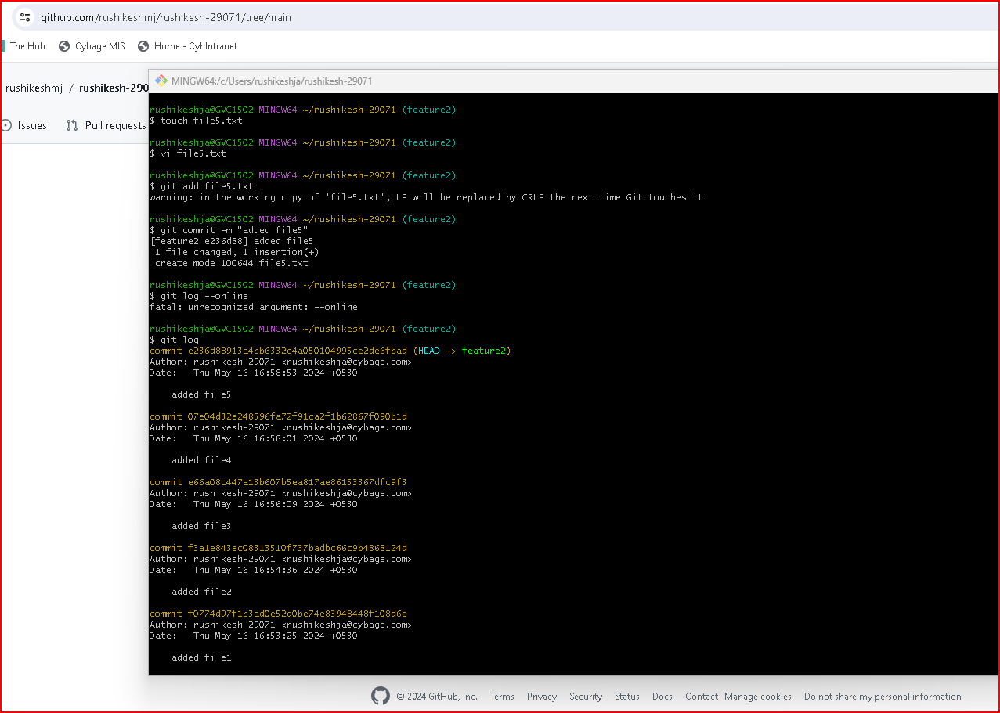 github.com/rushikeshmj/rushikesh-29071/tree/main
The Hub Cybage MIS Home - CybIntranet
rushikeshmj / rushikesh-290
Issues Pull requests
MINGW64:/c/Users/rushikeshja/rushikesh-29071
rushikeshja@GVC1502 MINGW64 ~/rushikesh-29071 (feature2)
$ touch file5.txt
rushikeshja@GVC1502 MINGW64 ~/rushikesh-29071 (feature2)
$ vi file5.txt
rushikeshja@GVC1502 MINGW64 ~/rushikesh-29071 (feature2)
$ git add file5.txt
warning: in the working copy of 'file5.txt', LF will be replaced by CRLF the next time Git touches it
rushikeshja@GVC1502 MINGW64 ~/rushikesh-29071 (feature2)
$ git commit -m "added file5"
[feature2 e236d88] added file5
1 file changed, 1 insertion(+)
create mode 100644 file5.txt
rushikeshja@GVC1502 MINGW64 ~/rushikesh-29071 (feature2)
$ git log --online
fatal: unrecognized argument: --online
rushikeshja@GVC1502 MINGW64 ~/rushikesh-29071 (feature2)
$ git log
commit e236d88913a4bb6332c4a050104995ce2de6fbad (HEAD -> feature2)
Author: rushikesh-29071 <rushikeshja@cybage.com>
Date: Thu May 16 16:58:53 2024 +0530
added file5
commit 07e04d32e248596fa72f91ca2f1b62867f090b1d
Author: rushikesh-29071 <rushikeshja@cybage.com>
Date: Thu May 16 16:58:01 2024 +0530
added file4
commit e66a08c447a13b607b5ea817ae86153367dfc9f3
Author: rushikesh-29071 <rushikeshja@cybage.com>
Date: Thu May 16 16:56:09 2024 +0530
added file3
commit f3a1e843ec08313510f737badbc66c9b4868124d
Author: rushikesh-29071 <rushikeshja@cybage.com>
Date: Thu May 16 16:54:36 2024 +0530
added file2
commit f0774d97f1b3ad0e52d0be74e83948448f108d6e
Author: rushikesh-29071 <rushikeshja@cybage.com>
Date: Thu May 16 16:53:25 2024 +0530
added file1
© 2024 GitHub, Inc. Terms Privacy Security Status Docs Contact Manage cookies Do not share my personal information